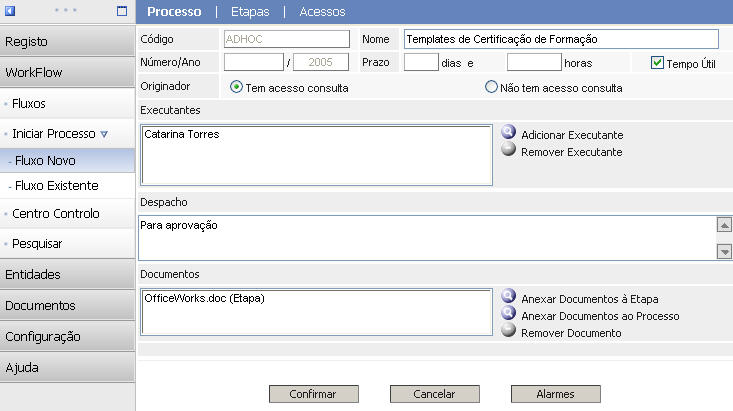 Processo | Etapas | Acessos
Registo
WorkFlow
Fluxos
Iniciar Processo
- Fluxo Novo
- Fluxo Existente
Centro Controlo
Pesquisar
Entidades
Documentos
Configuração
Ajuda
Código ADHOC Nome Templates de Certificação de Formação
Número/Ano / 2005 Prazo dias e horas Tempo Útil
Originador Tem acesso consulta Não tem acesso consulta
Executantes
Catarina Torres
Adicionar Executante
Remover Executante
Despacho
Para aprovação
Documentos
OfficeWorks.doc (Etapa)
Anexar Documentos à Etapa
Anexar Documentos ao Processo
Remover Documento
Confirmar Cancelar Alarmes